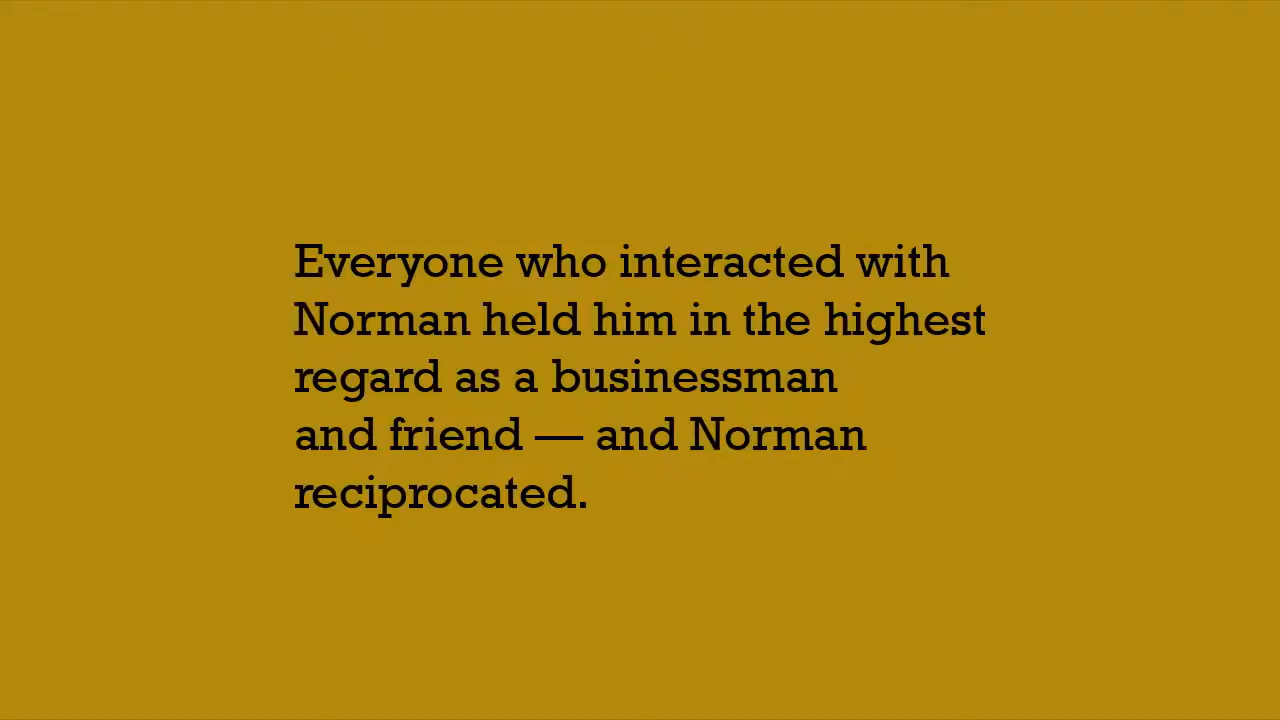 Everyone who interacted with
Norman held him in the highest
regard as a businessman
and friend — and Norman
reciprocated.